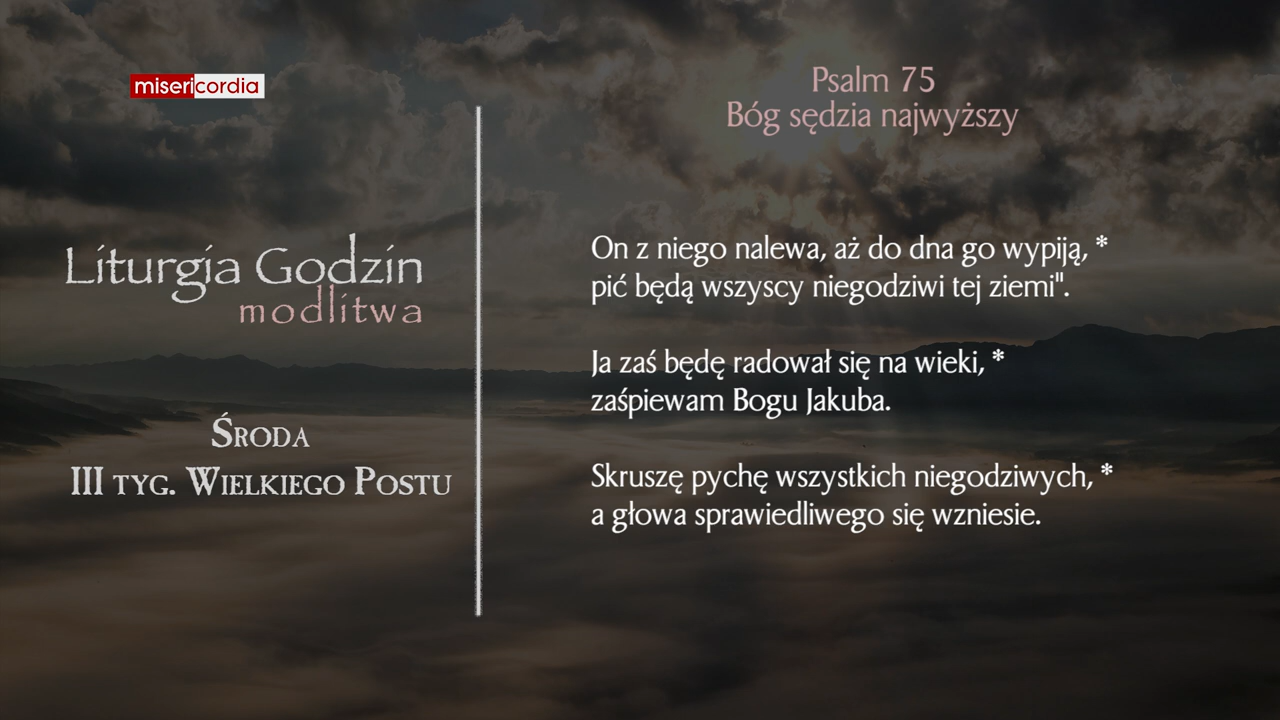 misericordia
Liturgia Godzin
modlitwa
Środa
III tyg. Wielkiego Postu
Psalm 75
Bóg sędzia najwyższy
On z niego nalewa, aż do dna go wypiją, *
pić będą wszyscy niegodziwi tej ziemi".
Ja zaś będę radował się na wieki, *
zaśpiewam Bogu Jakuba.
Skruszę pychę wszystkich niegodziwych, *
a głowa sprawiedliwego się wzniesie.